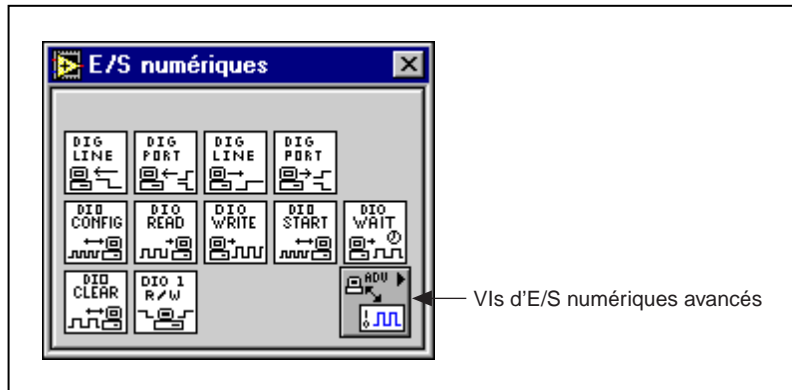 E/S numériques
DIG LINE
DIG PORT
DIG LINE
DIG PORT
DIO CONFIG
DIO READ
DIO WRITE
DIO START
DIO WAIT
DIO CLEAR
DIO 1 R/W
ADV
VIs d'E/S numériques avancés